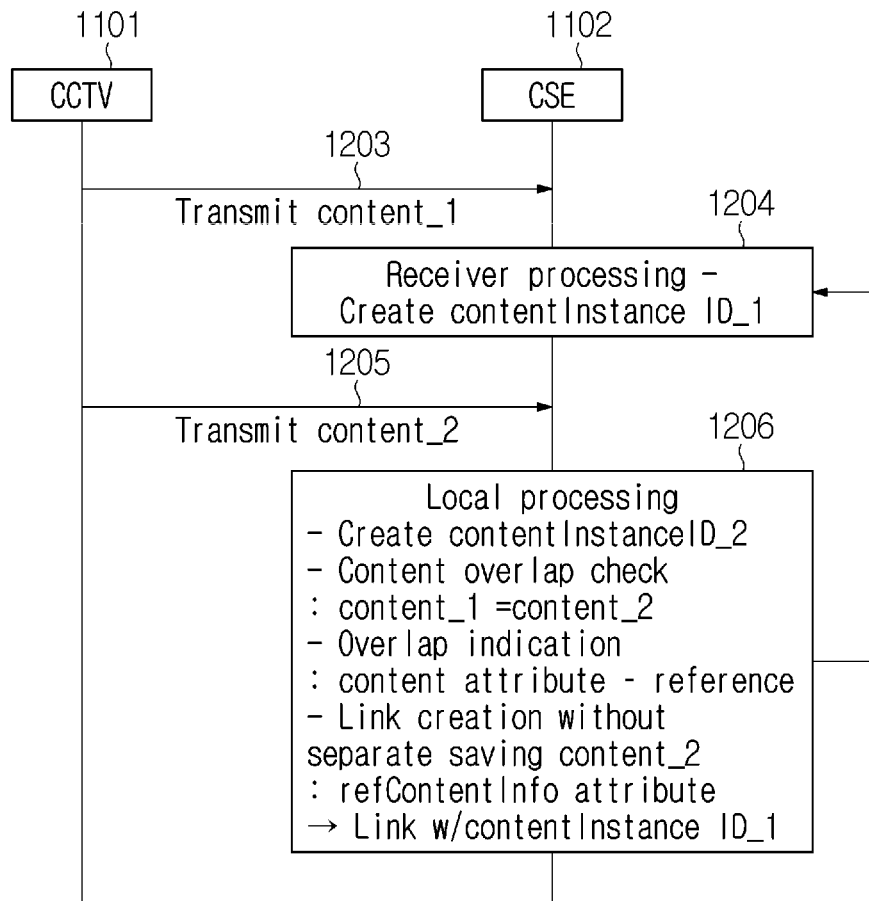 1101
1102
CCTV
CSE
1203
Transmit content_1
1204
Receiver processing –
Create contentInstance ID_1
1205
Transmit content_2
1206
Local processing
– Create contentInstanceID_2
– Content overlap check
: content_1 =content_2
– Overlap indication
: content attribute – reference
– Link creation without
separate saving content_2
: refContentInfo attribute
→ Link w/contentInstance ID_1